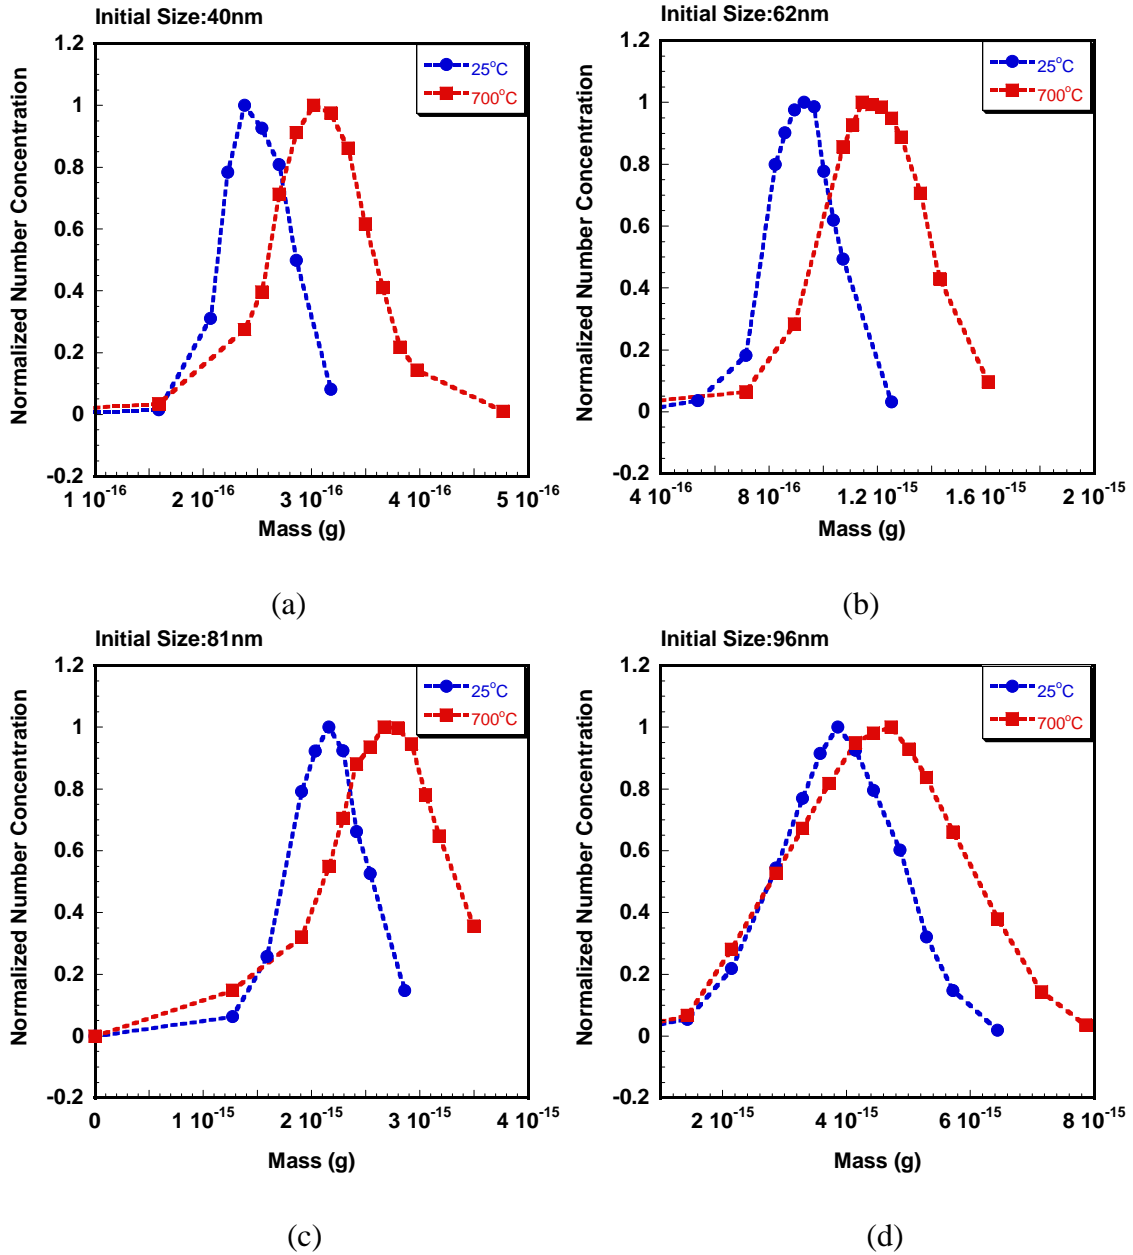 Initial Size:40nm
1.2
1
0.8
0.6
0.4
0.2
0
-0.2
Normalized Number Concentration
25°C
700°C
1 10-16 2 10-16 3 10-16 4 10-16 5 10-16
Mass (g)
(a)
Initial Size:62nm
1.2
1
0.8
0.6
0.4
0.2
0
-0.2
Normalized Number Concentration
25°C
700°C
4 10-16 8 10-16 1.2 10-15 1.6 10-15 2 10-15
Mass (g)
(b)
Initial Size:81nm
1.2
1
0.8
0.6
0.4
0.2
0
-0.2
Normalized Number Concentration
25°C
700°C
0 1 10-15 2 10-15 3 10-15 4 10-15
Mass (g)
(c)
Initial Size:96nm
1.2
1
0.8
0.6
0.4
0.2
0
-0.2
Normalized Number Concentration
25°C
700°C
2 10-15 4 10-15 6 10-15 8 10-15
Mass (g)
(d)